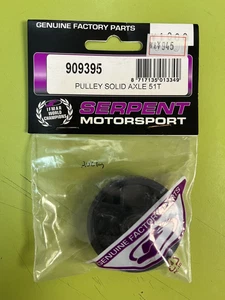 GENUINE FACTORY PARTS
909395
8 717135 013349
PULLEY SOLID AXLE 51T
IFMAR WORLD
CHAMPIONS
SERPENT
MOTORSPORT
GENUINE FACTORY PARTS